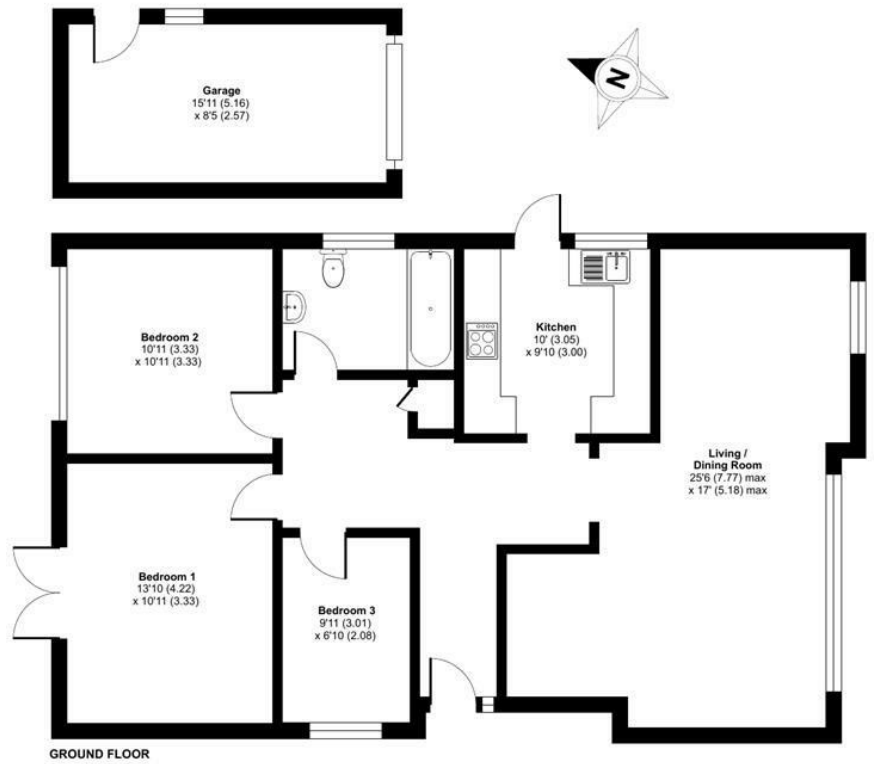 Garage
15'11 (5.16)
x 8'5 (2.57)
N
Bedroom 2
10'11 (3.33)
x 10'11 (3.33)
Kitchen
10' (3.05)
x 9'10 (3.00)
Living /
Dining Room
25'6 (7.77) max
x 17' (5.18) max
Bedroom 1
13'10 (4.22)
x 10'11 (3.33)
Bedroom 3
9'11 (3.01)
x 6'10 (2.08)
GROUND FLOOR